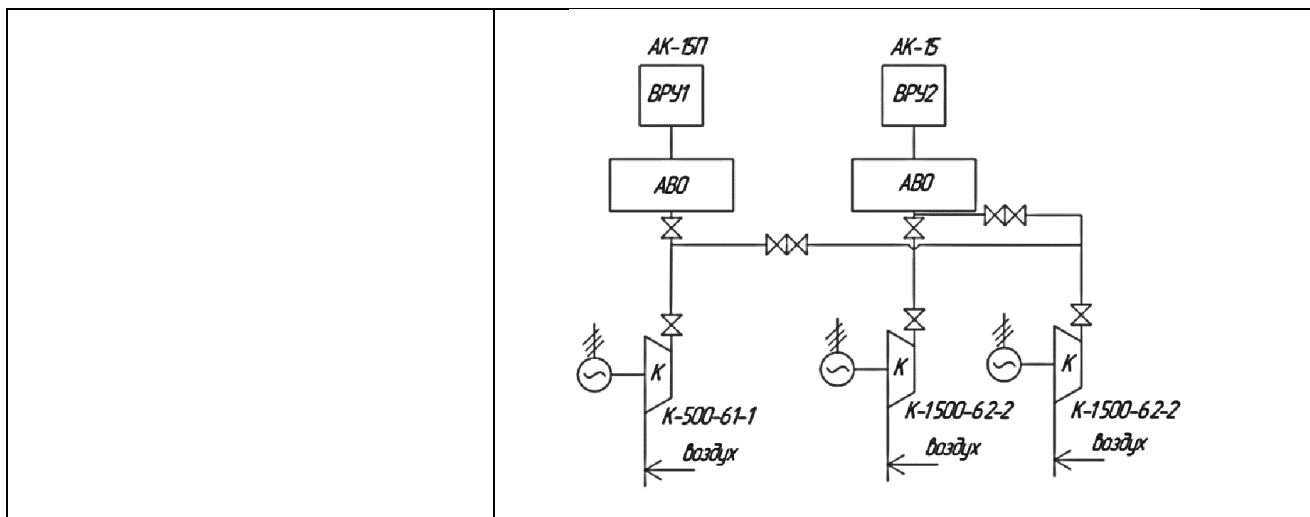 АК-15П
АК-15
ВРУ1
ВРУ2
АВО
АВО
К
К
К
К-500-61-1
К-1500-62-2
К-1500-62-2
воздух
воздух
воздух